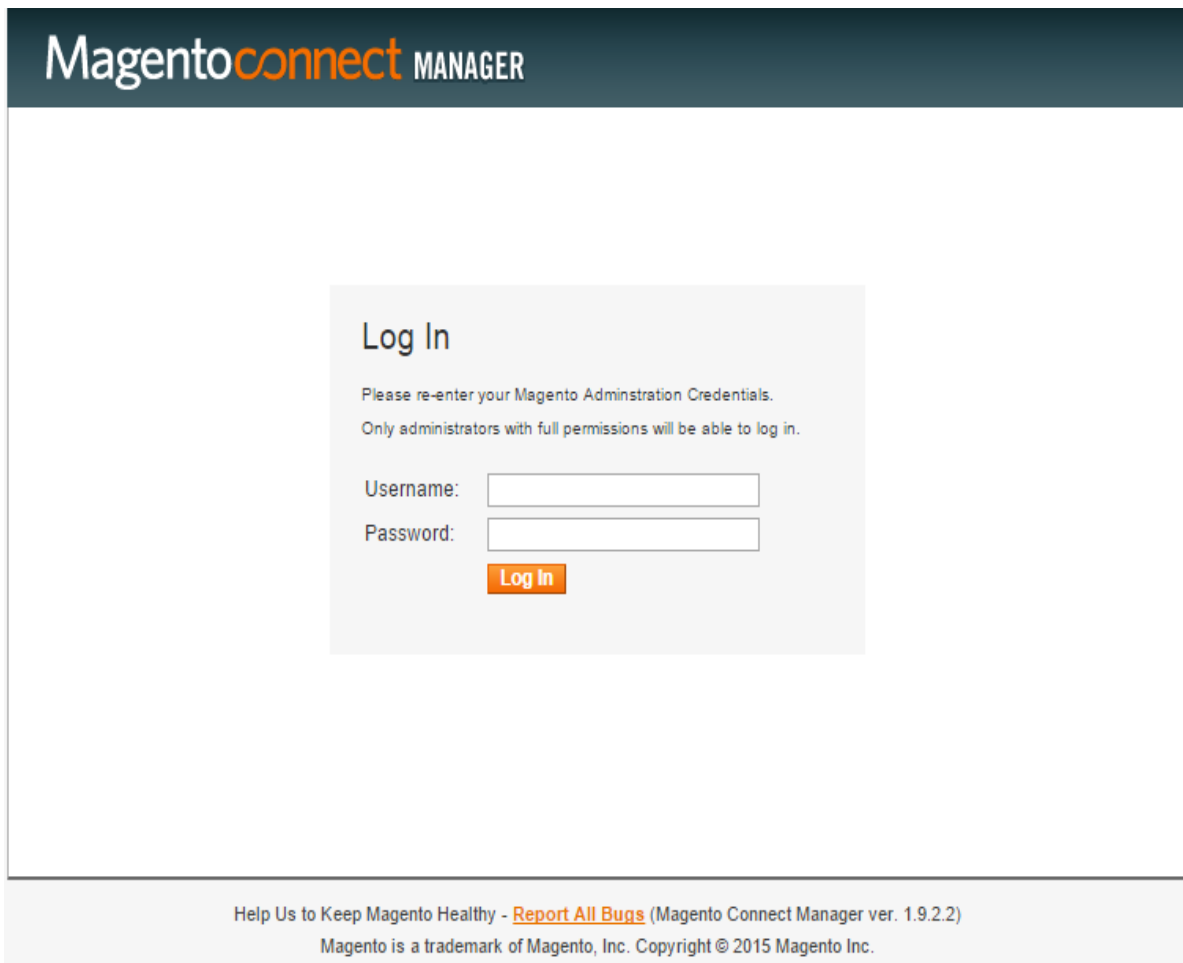 Magentoconnect MANAGER
Log In
Please re-enter your Magento Adminstration Credentials.
Only administrators with full permissions will be able to log in.
Username:
Password:
Log In
Help Us to Keep Magento Healthy - Report All Bugs (Magento Connect Manager ver. 1.9.2.2)
Magento is a trademark of Magento, Inc. Copyright © 2015 Magento Inc.